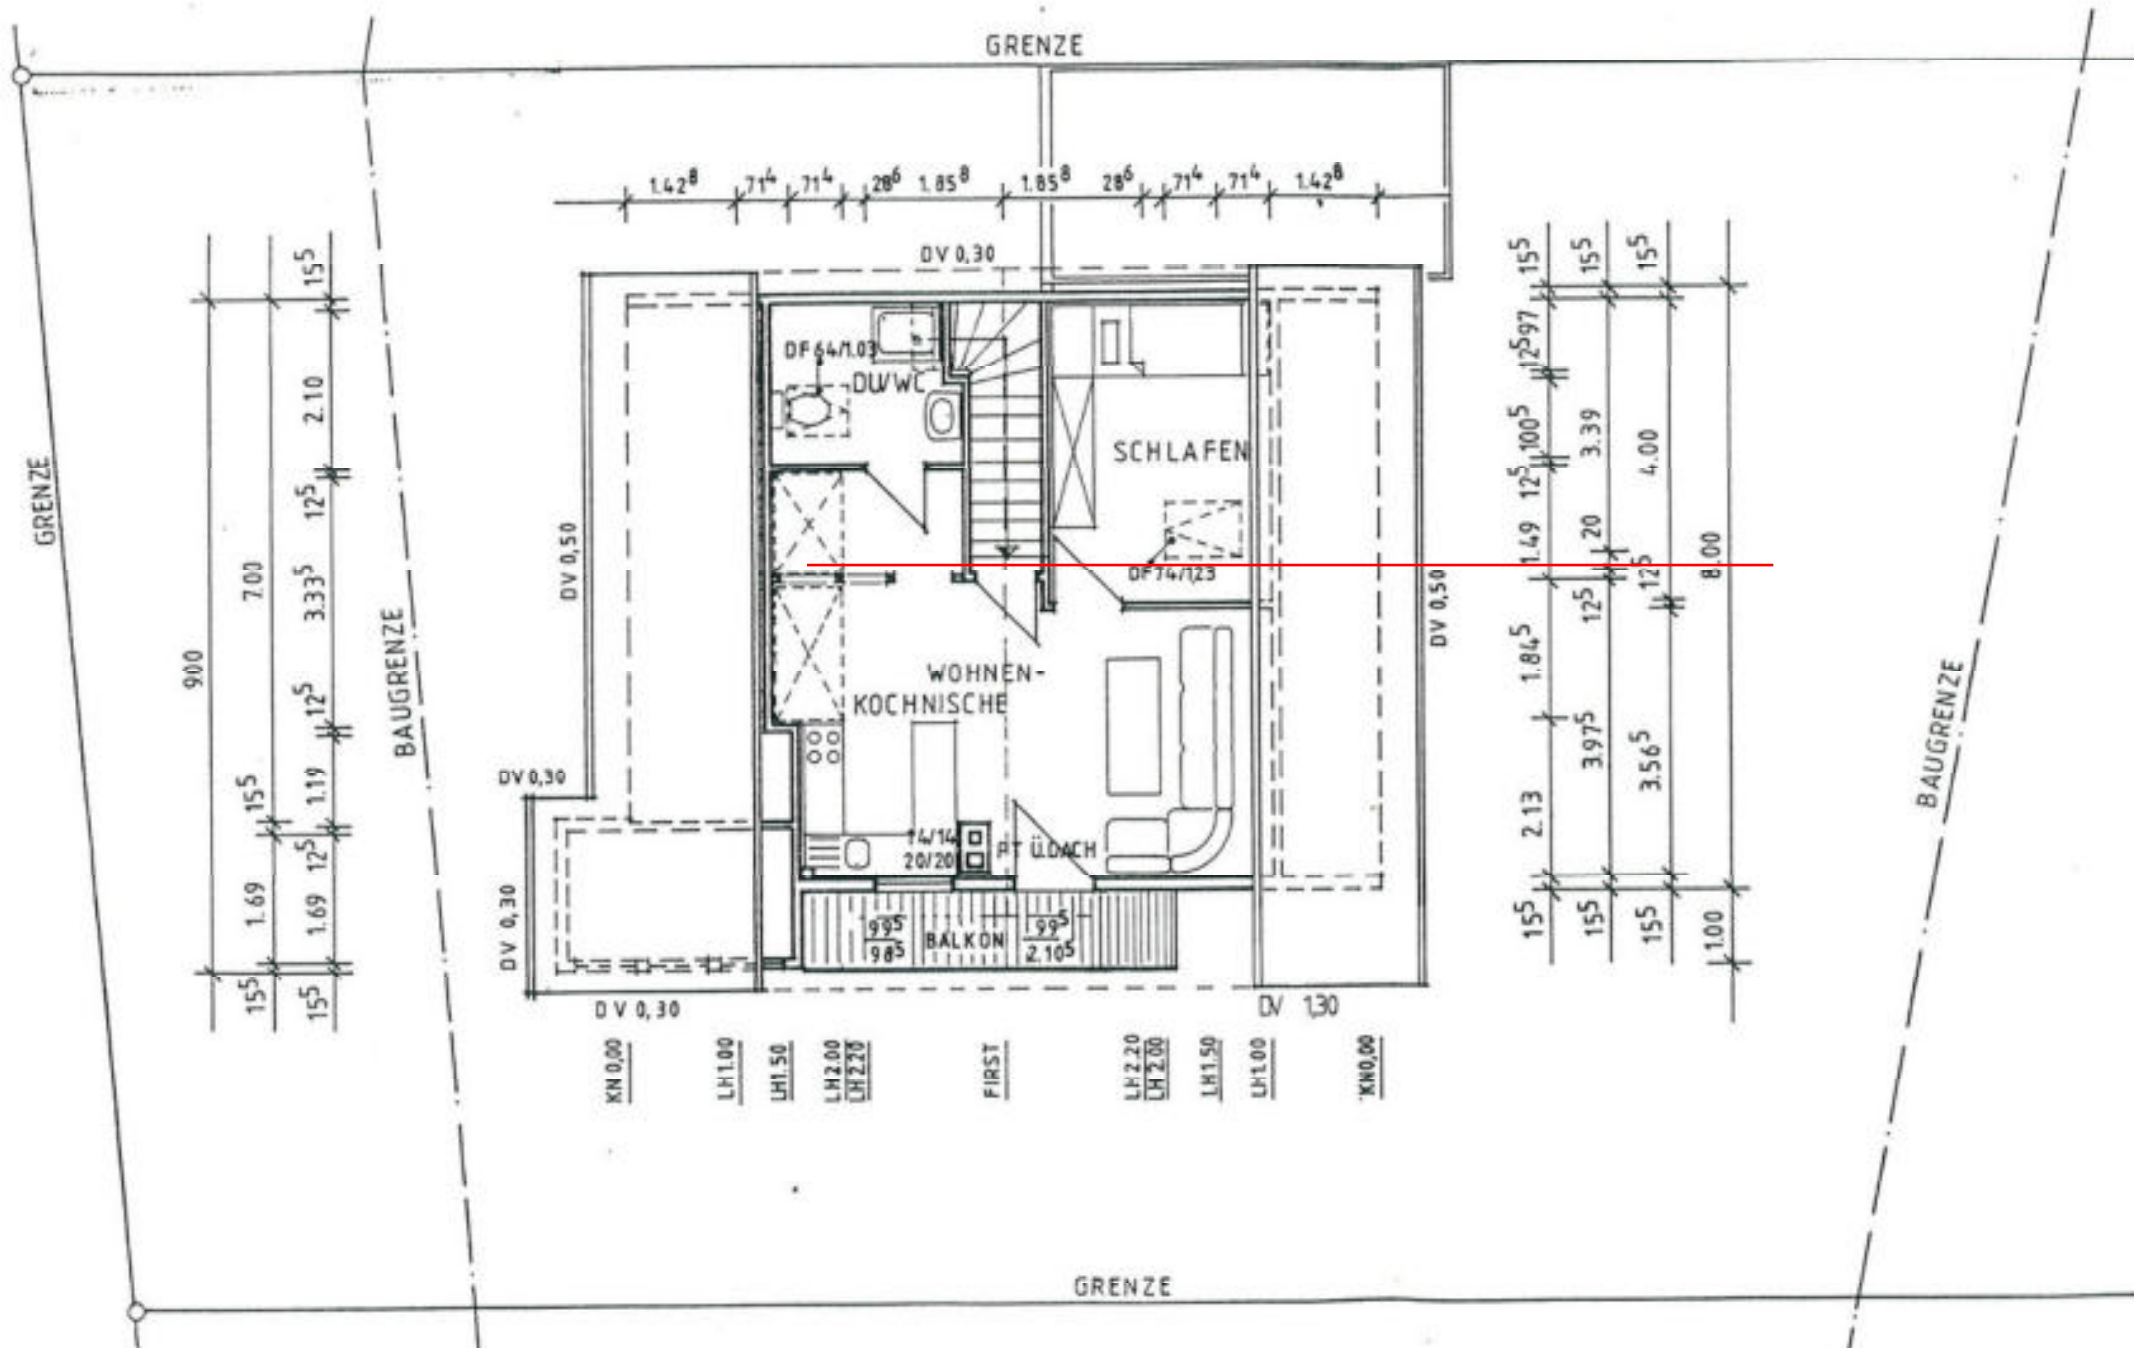 GRENZE
1.42⁸ 71⁴ 71⁴ 28⁶ 1.85⁸ 1.85⁸ 28⁶ 71⁴ 71⁴ 1.42⁸
DV 0,30
15⁵
2.10
12⁵
3.33⁵
12⁵
1.19
12⁵
1.69
15⁵
7.00
15⁵
1.69
15⁵
9.00
GRENZE
BAUGRENZE
DV 0,50
DV 0,30
DV 0,30
DV 0,30
DF 64/1.03
DU/WC
SCHLAFEN
DF 74/1,23
WOHNEN-
KOCHNISCHE
14/14
20/20
PT Ü.DACH
99⁵
98⁵
BALKON
99⁵
2.10⁵
DV 0,50
DV 1,30
15⁵
97
12⁵
100⁵
12⁵
1.49
1.84⁵
2.13
15⁵
15⁵
3.39
20
12⁵
3.97⁵
15⁵
15⁵
4.00
12⁵
3.56⁵
15⁵
8.00
1.00
BAUGRENZE
KN 0,00
LH 1.00
LH 1.50
LH 2.00
LH 2.20
FIRST
LH 2.20
LH 2.00
LH 1.50
LH 1.00
KN 0,00
GRENZE